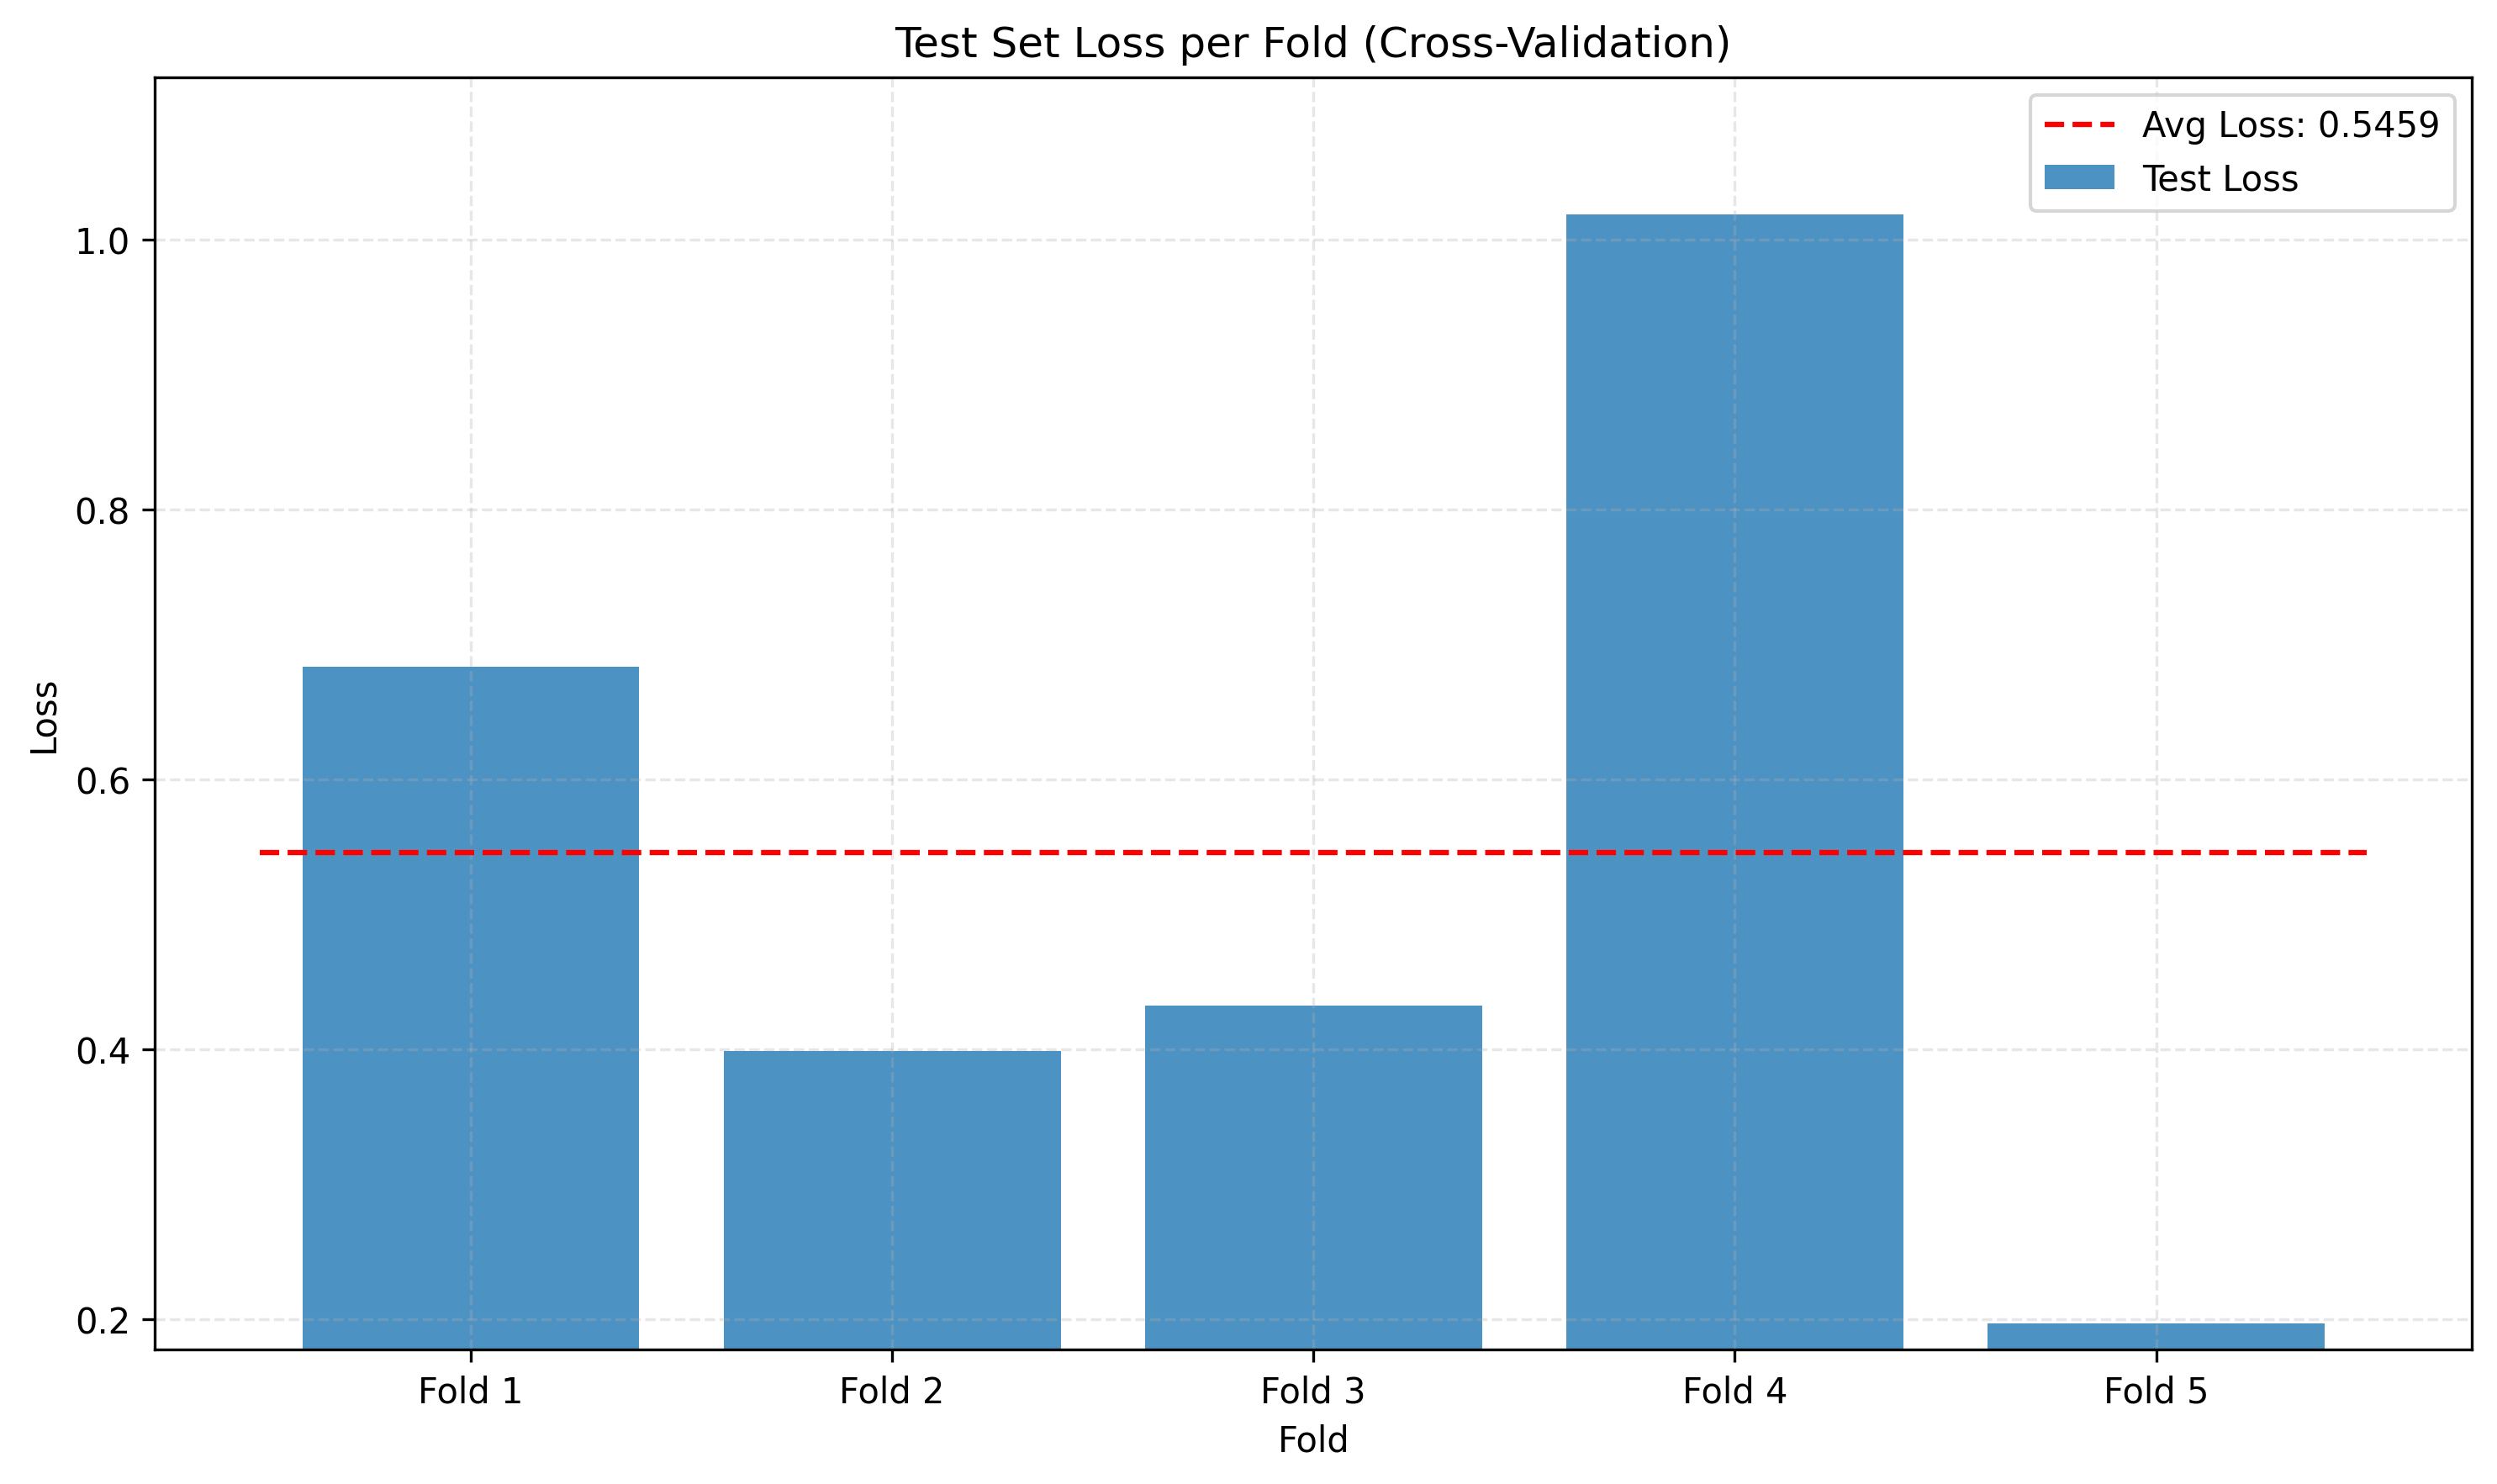 Test Set Loss per Fold (Cross-Validation)
Avg Loss: 0.5459
Test Loss
1.0
0.8
0.6
0.4
0.2
Loss
Fold 1
Fold 2
Fold 3
Fold 4
Fold 5
Fold